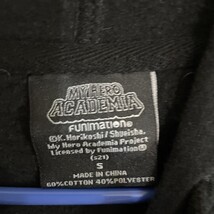 MY HERO
ACADEMIA
FUNIMATION®
©K. Horikoshi / Shueisha,
My Hero Academia Project
Licensed by Funimation®
(S21)
S
MADE IN CHINA
60%COTTON 40%POLYESTER